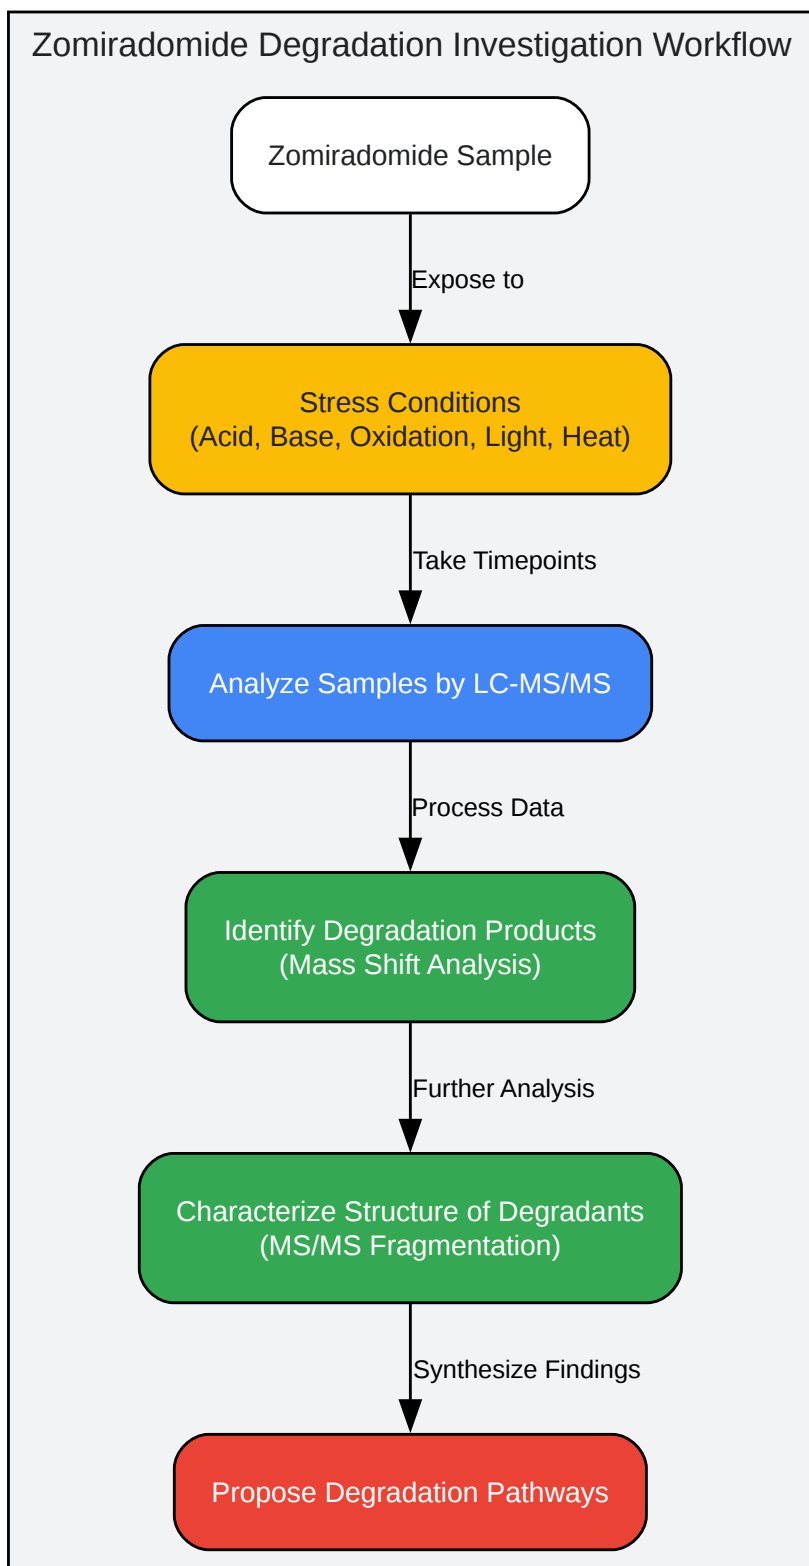 Zomiradomide Degradation Investigation Workflow
Zomiradomide Sample
Expose to
Stress Conditions
(Acid, Base, Oxidation, Light, Heat)
Take Timepoints
Analyze Samples by LC-MS/MS
Process Data
Identify Degradation Products
(Mass Shift Analysis)
Further Analysis
Characterize Structure of Degradants
(MS/MS Fragmentation)
Synthesize Findings
Propose Degradation Pathways